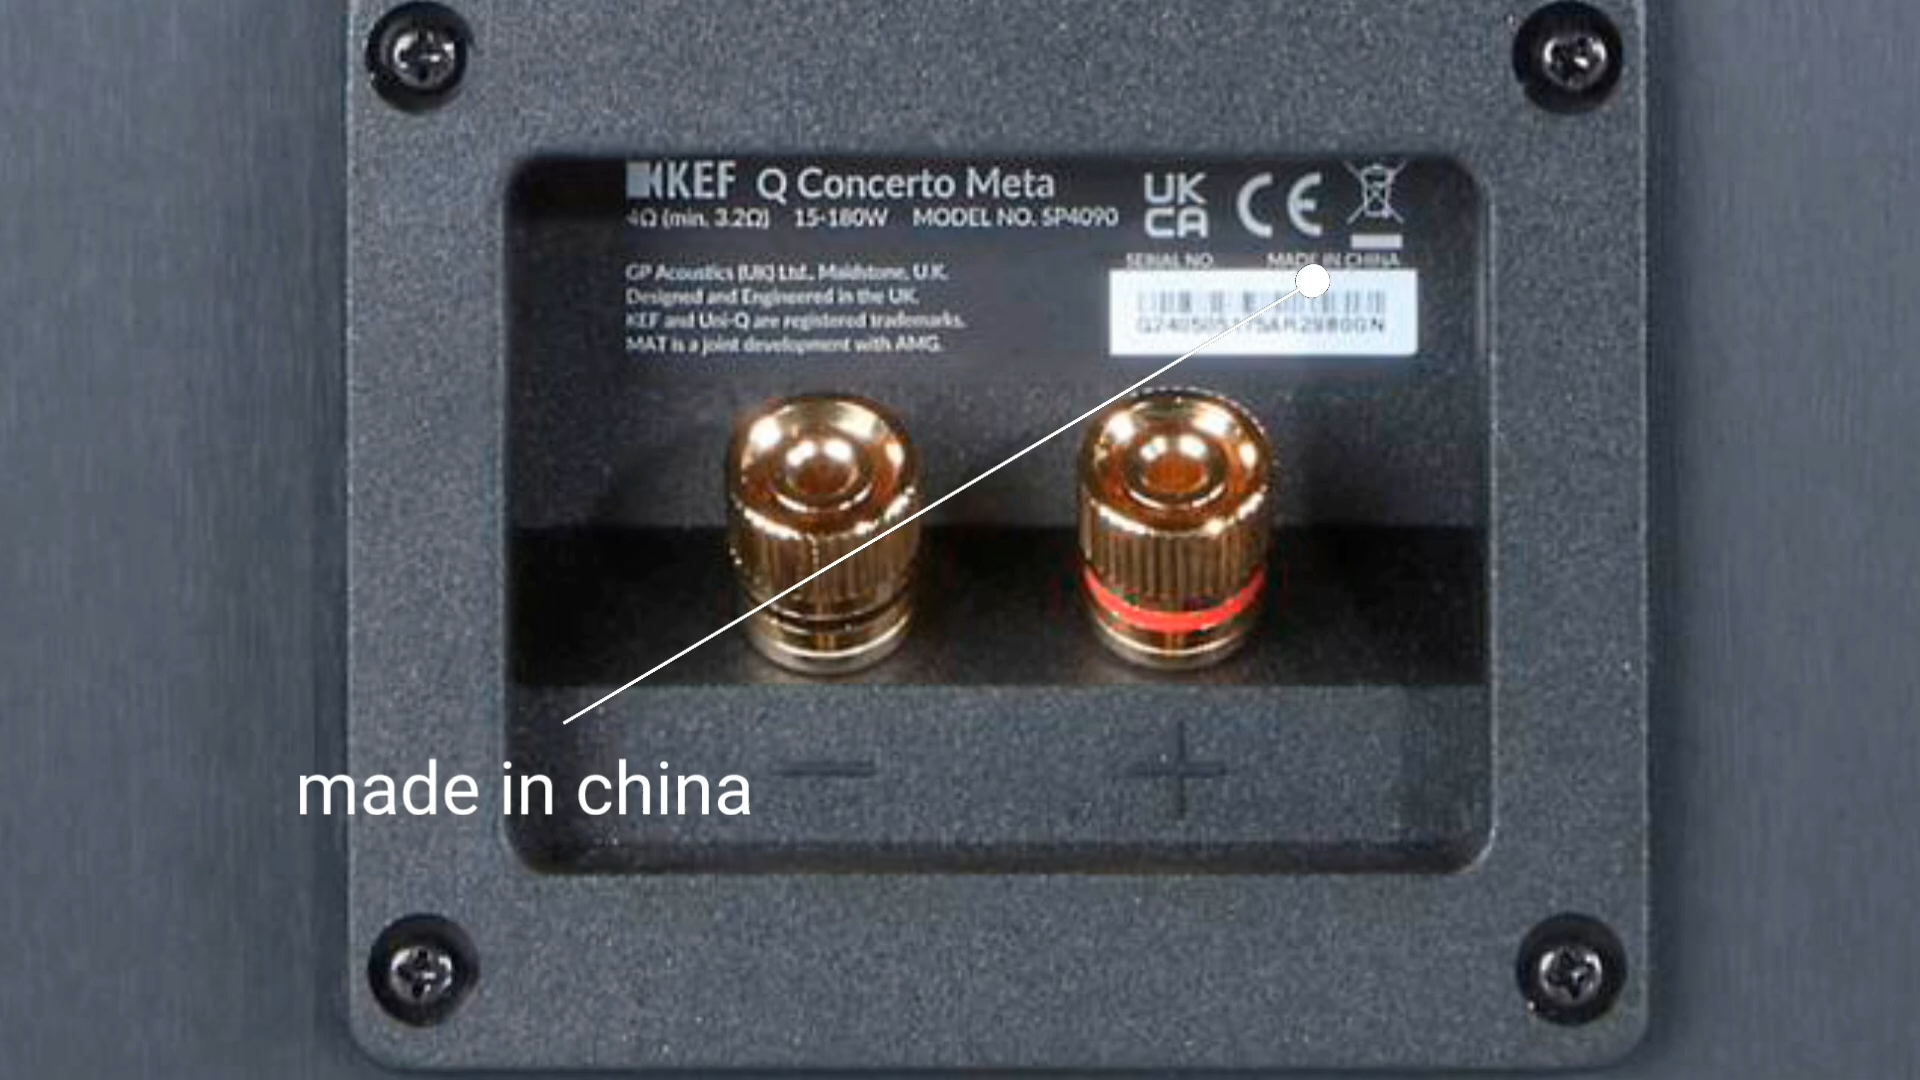 KEF Q Concerto Meta
4Ω (min. 3.2Ω) 15-180W MODEL NO. SP4090
UK
CA
CE
SERIAL NO. MADE IN CHINA
GP Acoustics (UK) Ltd., Maidstone, U.K.
Designed and Engineered in the UK.
KEF and Uni-Q are registered trademarks.
MAT is a joint development with AMG.
made in china